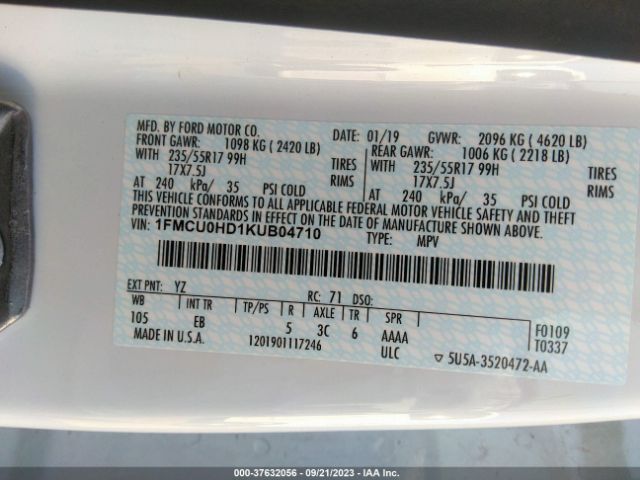 MFD. BY FORD MOTOR CO.
DATE: 01/19 GVWR: 2096 KG ( 4620 LB)
FRONT GAWR: 1098 KG ( 2420 LB) REAR GAWR: 1006 KG ( 2218 LB)
WITH 235/55R17 99H TIRES WITH 235/55R17 99H TIRES
17X7.5J RIMS 17X7.5J RIMS
AT 240 kPa/ 35 PSI COLD AT 240 kPa/ 35 PSI COLD
THIS VEHICLE CONFORMS TO ALL APPLICABLE FEDERAL MOTOR VEHICLE SAFETY AND THEFT
PREVENTION STANDARDS IN EFFECT ON THE DATE OF MANUFACTURE SHOWN ABOVE.
VIN: 1FMCU0HD1KUB04710
TYPE: MPV
EXT PNT: YZ RC: 71 DSO:
WB INT TR TP/PS R AXLE TR SPR F0109
105 EB 5 3C 6 AAAA T0337
MADE IN U.S.A. 1201901117246 ULC 5U5A-3520472-AA
000-37632056 - 09/21/2023 - IAA Inc.